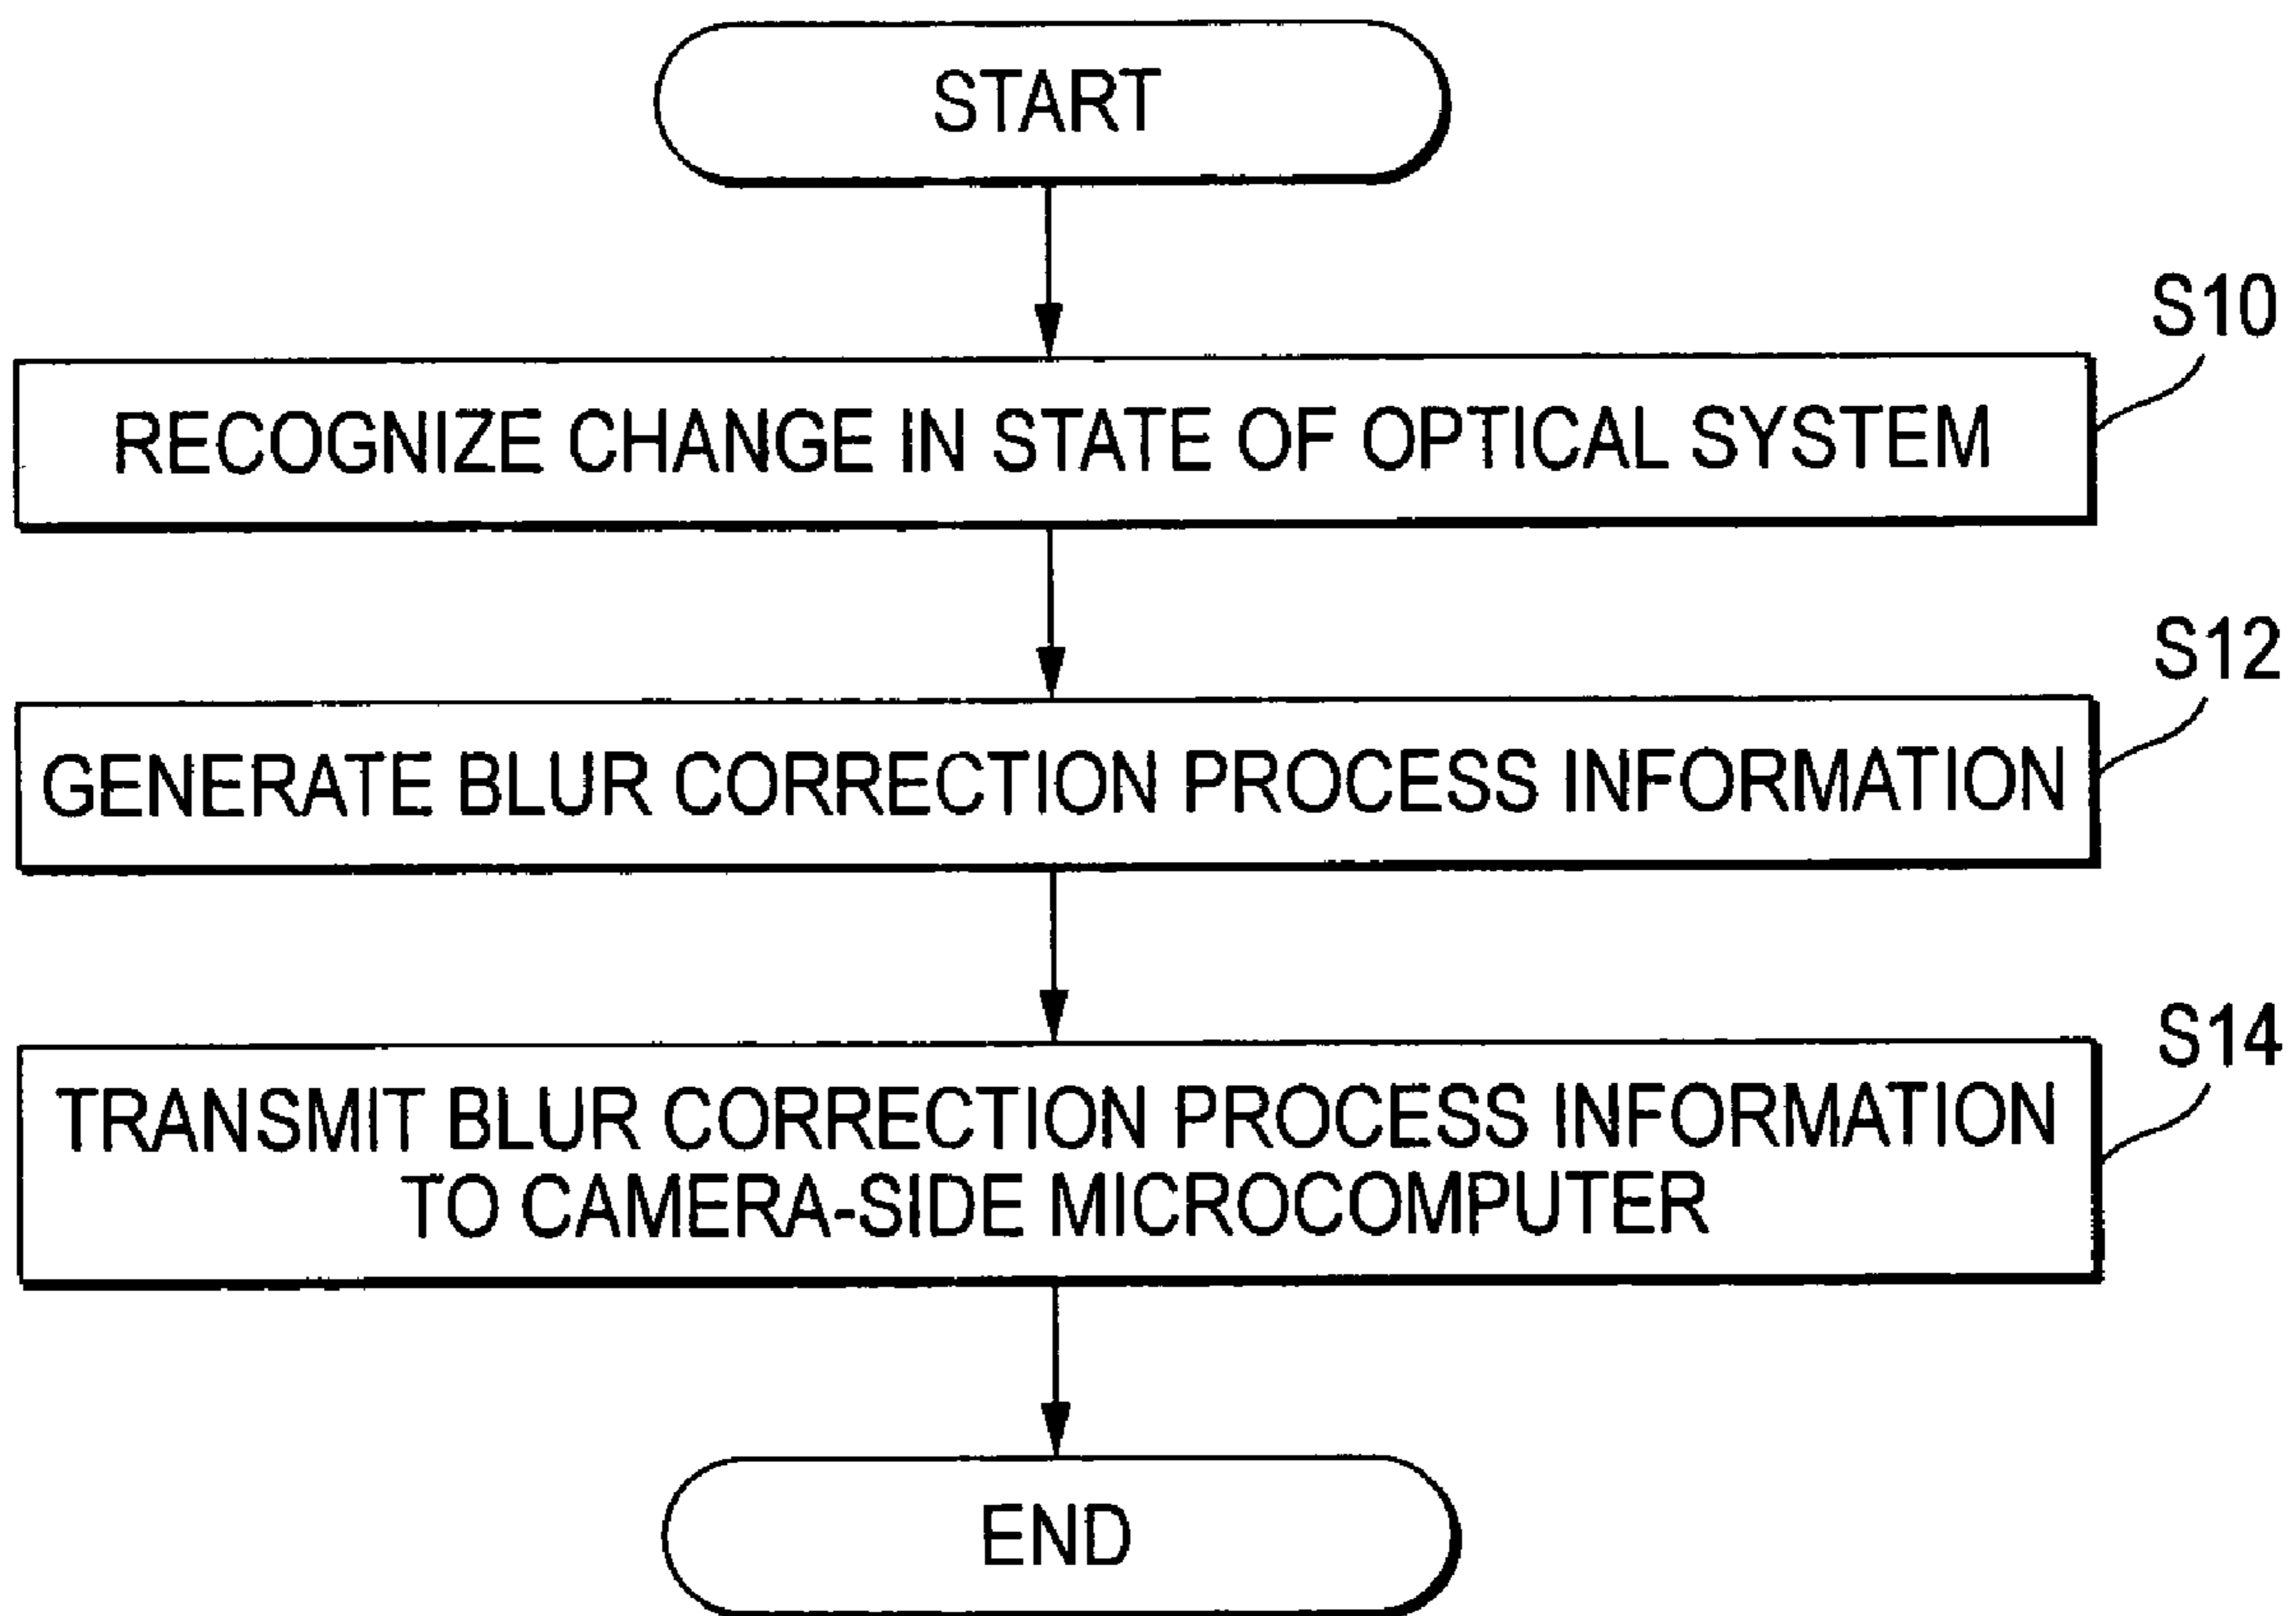 START
S10
RECOGNIZE CHANGE IN STATE OF OPTICAL SYSTEM
S12
GENERATE BLUR CORRECTION PROCESS INFORMATION
S14
TRANSMIT BLUR CORRECTION PROCESS INFORMATION
TO CAMERA-SIDE MICROCOMPUTER
END